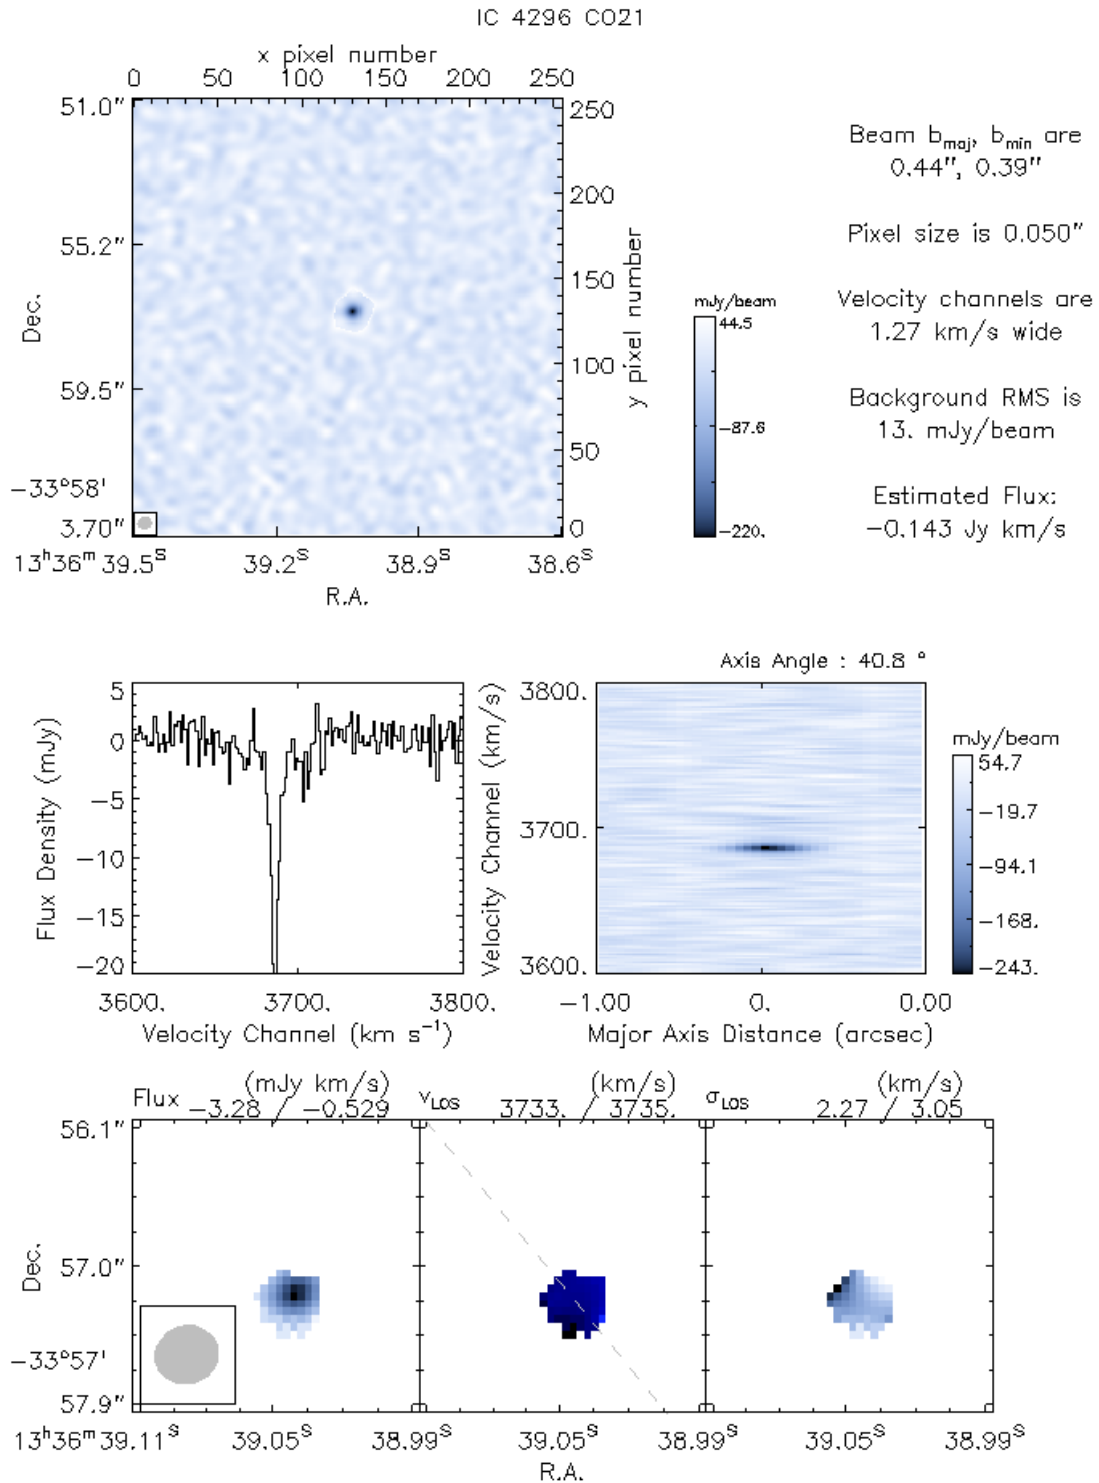 IC 4296 CO21
x pixel number
0 50 100 150 200 250
51.0"
55.2"
59.5"
−33°58'
3.70"
Dec.
250
200
150
100
50
0
y pixel number
13h36m39.5s 39.2s 38.9s 38.6s
R.A.
mJy/beam
44.5
−87.6
−220.
Beam bmaj, bmin are
0.44", 0.39"
Pixel size is 0.050"
Velocity channels are
1.27 km/s wide
Background RMS is
13. mJy/beam
Estimated Flux:
−0.143 Jy km/s
5
0
−5
−10
−15
−20
Flux Density (mJy)
3600. 3700. 3800.
Velocity Channel (km s−1)
Axis Angle : 40.8 °
3800.
3700.
3600.
Velocity Channel (km/s)
−1.00 0. 0.00
Major Axis Distance (arcsec)
mJy/beam
54.7
−19.7
−94.1
−168.
−243.
Flux (mJy km/s)
−3.28 / −0.529
vLOS (km/s)
3733. / 3735.
σLOS (km/s)
2.27 / 3.05
56.1"
57.0"
−33°57'
57.9"
Dec.
13h36m39.11s 39.05s 38.99s 39.05s 38.99s 39.05s 38.99s
R.A.